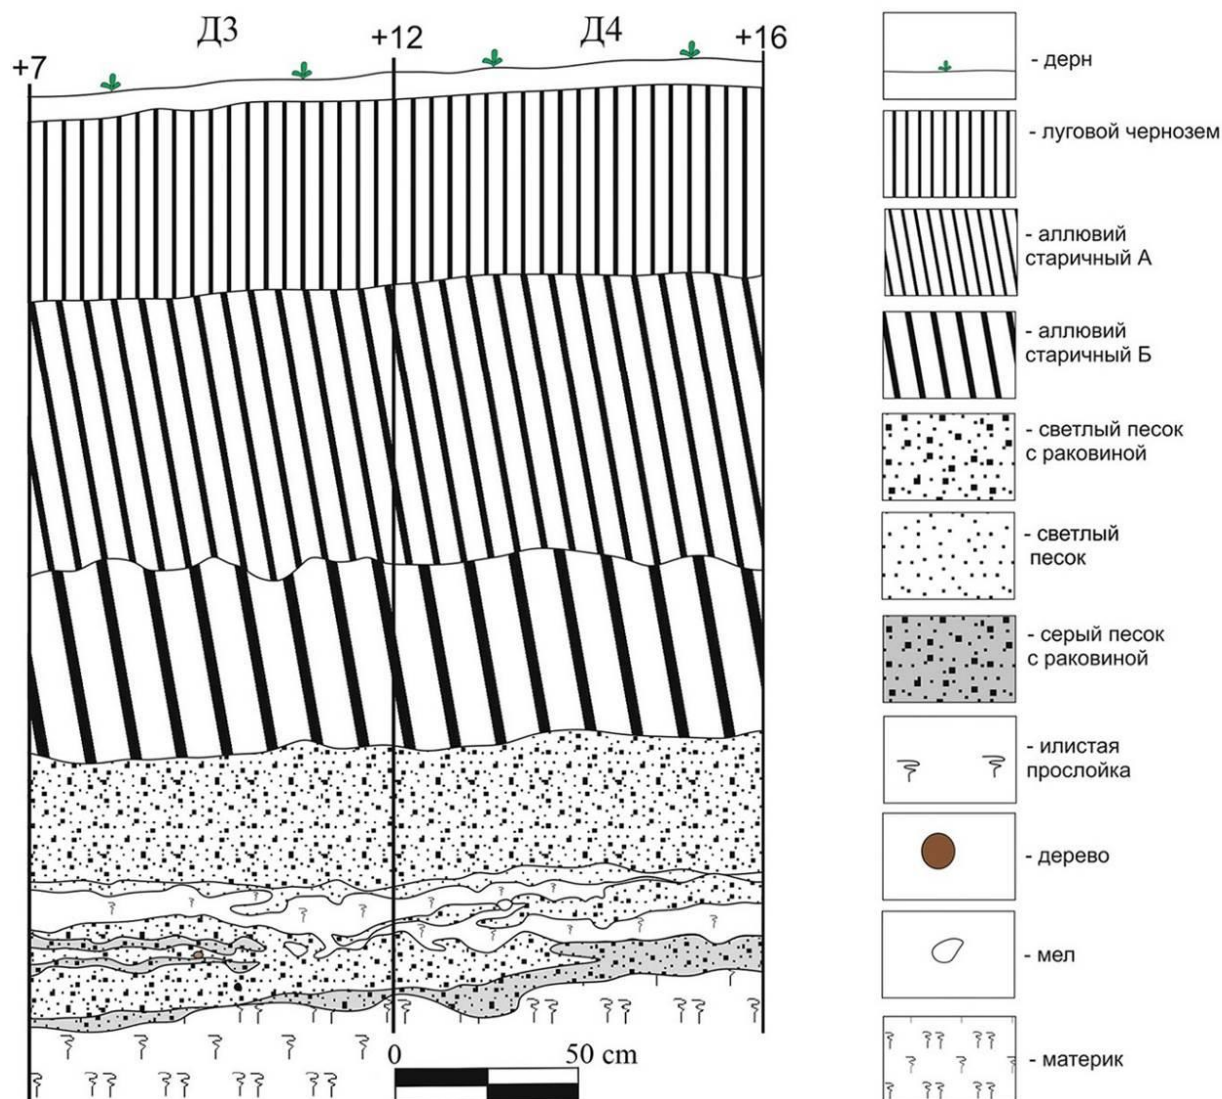 Д3
Д4
+7
+12
+16
0
50 cm
- дерн
- луговой чернозем
- аллювий
старичный А
- аллювий
старичный Б
- светлый песок
с раковиной
- светлый
песок
- серый песок
с раковиной
- илистая
прослойка
- дерево
- мел
- материк